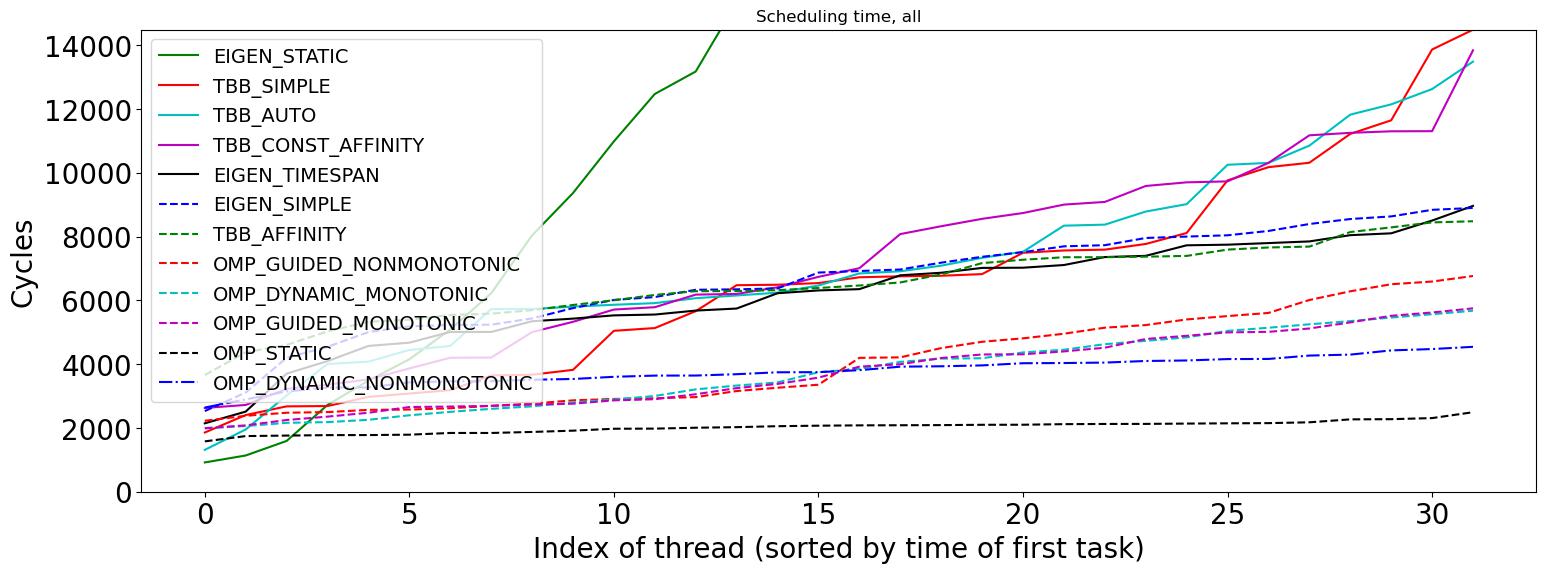 Scheduling time, all
Cycles
14000
12000
10000
8000
6000
4000
2000
0
EIGEN_STATIC
TBB_SIMPLE
TBB_AUTO
TBB_CONST_AFFINITY
EIGEN_TIMESPAN
EIGEN_SIMPLE
TBB_AFFINITY
OMP_GUIDED_NONMONOTONIC
OMP_DYNAMIC_MONOTONIC
OMP_GUIDED_MONOTONIC
OMP_STATIC
OMP_DYNAMIC_NONMONOTONIC
0 5 10 15 20 25 30
Index of thread (sorted by time of first task)